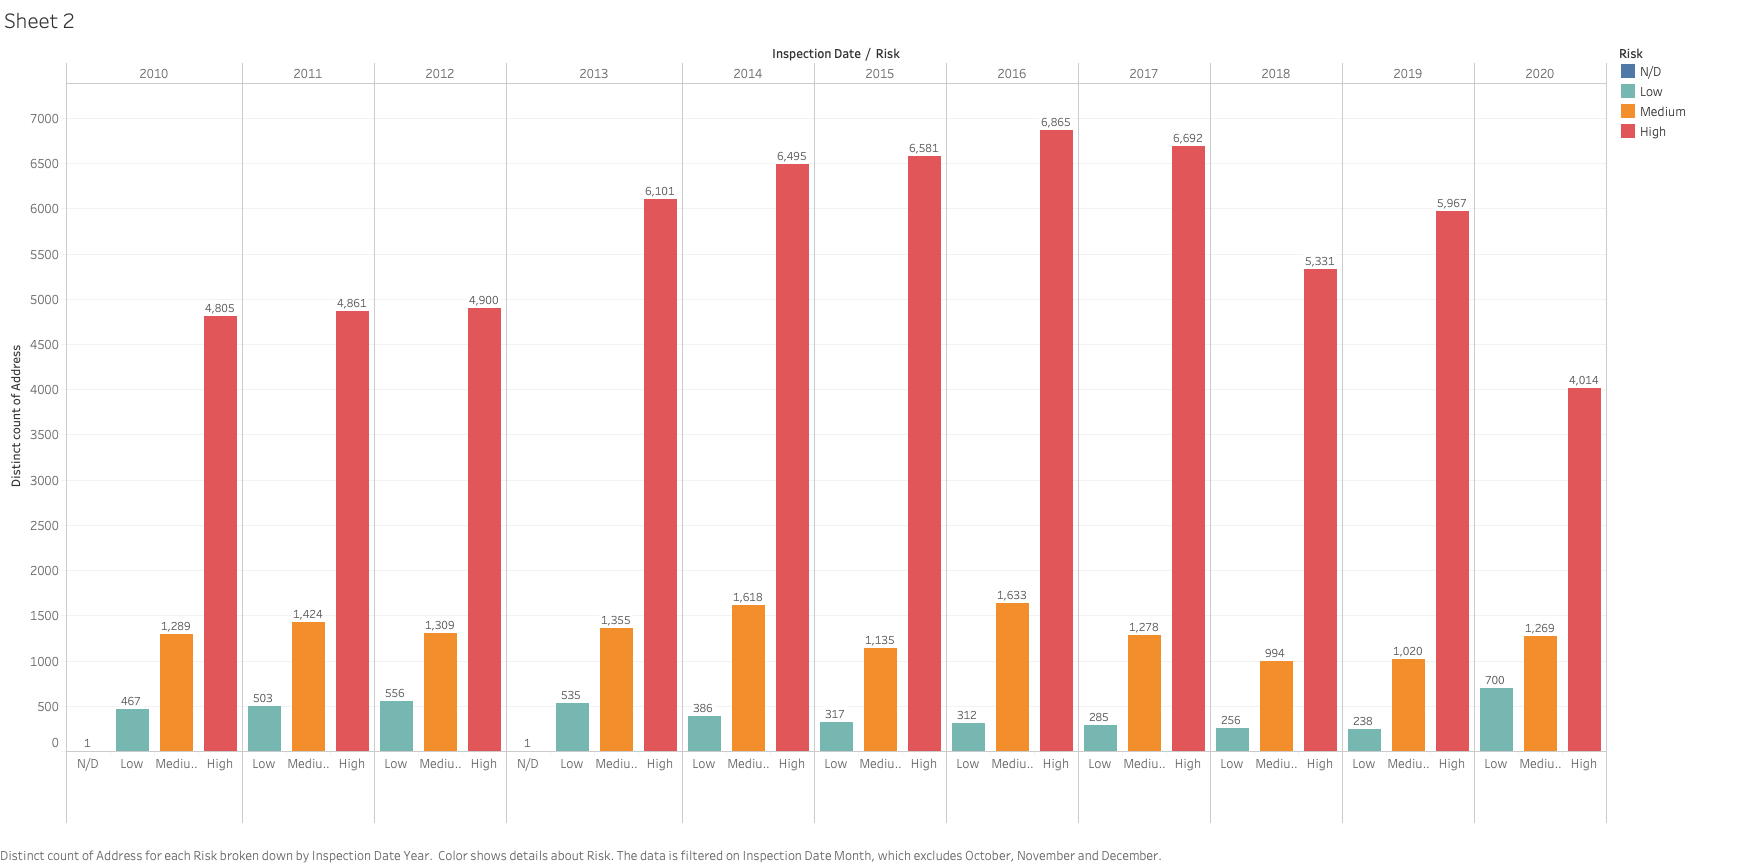 Sheet 2
Inspection Date / Risk
2010 2011 2012 2013 2014 2015 2016 2017 2018 2019 2020
Risk
N/D
Low
Medium
High
Distinct count of Address
7000
6500
6000
5500
5000
4500
4000
3500
3000
2500
2000
1500
1000
500
0
1 467 1,289 4,805
503 1,424 4,861
556 1,309 4,900
1 535 1,355 6,101
386 1,618 6,495
317 1,135 6,581
312 1,633 6,865
285 1,278 6,692
256 994 5,331
238 1,020 5,967
700 1,269 4,014
N/D Low Mediu.. High Low Mediu.. High Low Mediu.. High N/D Low Mediu.. High Low Mediu.. High Low Mediu.. High Low Mediu.. High Low Mediu.. High Low Mediu.. High Low Mediu.. High Low Mediu.. High
Distinct count of Address for each Risk broken down by Inspection Date Year.  Color shows details about Risk. The data is filtered on Inspection Date Month, which excludes October, November and December.